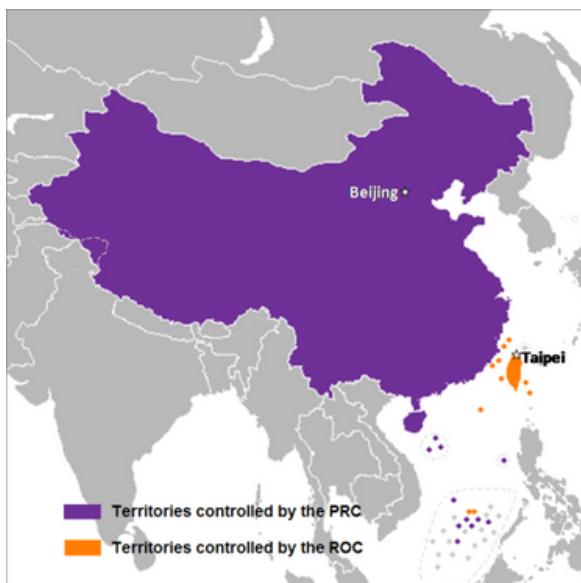 Beijing
Taipei
Territories controlled by the PRC
Territories controlled by the ROC